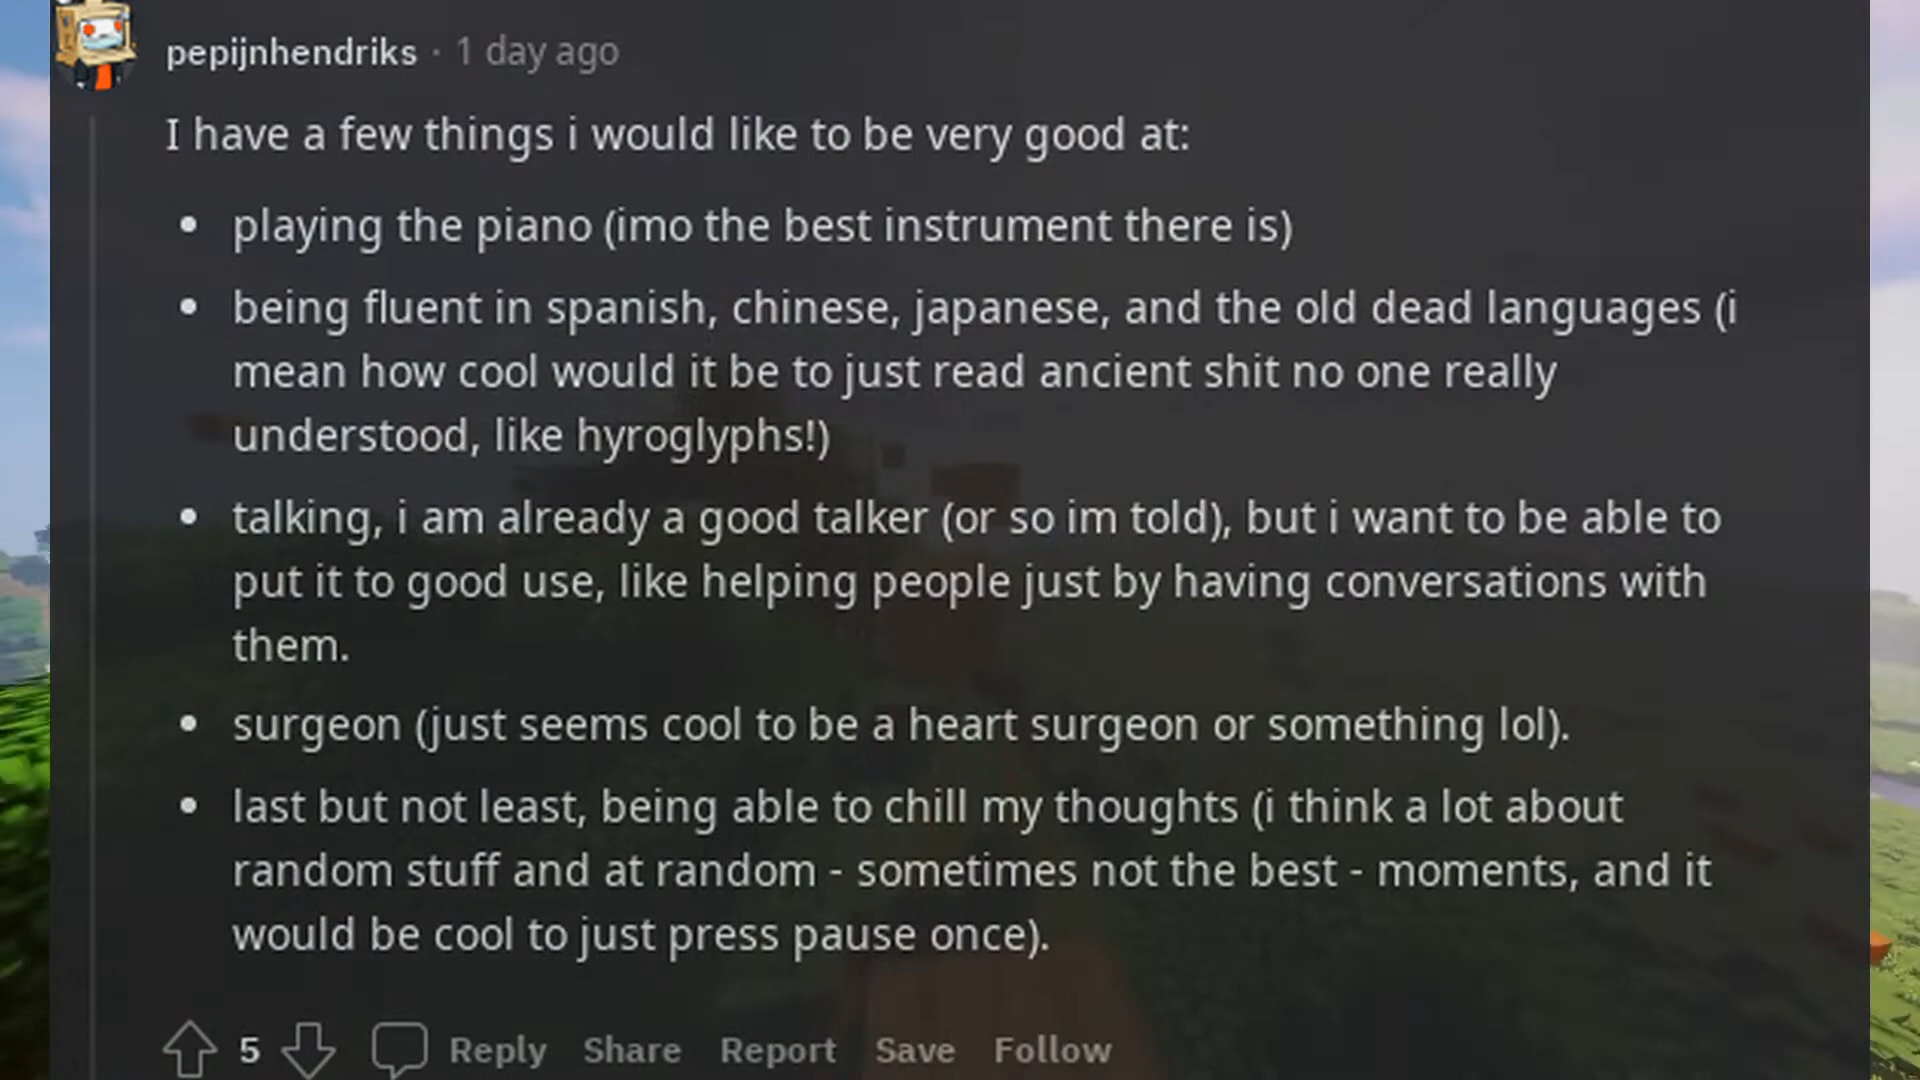 pepijnhendriks · 1 day ago
I have a few things i would like to be very good at:
• playing the piano (imo the best instrument there is)
• being fluent in spanish, chinese, japanese, and the old dead languages (i
mean how cool would it be to just read ancient shit no one really
understood, like hyroglyphs!)
• talking, i am already a good talker (or so im told), but i want to be able to
put it to good use, like helping people just by having conversations with
them.
• surgeon (just seems cool to be a heart surgeon or something lol).
• last but not least, being able to chill my thoughts (i think a lot about
random stuff and at random - sometimes not the best - moments, and it
would be cool to just press pause once).
5 Reply Share Report Save Follow